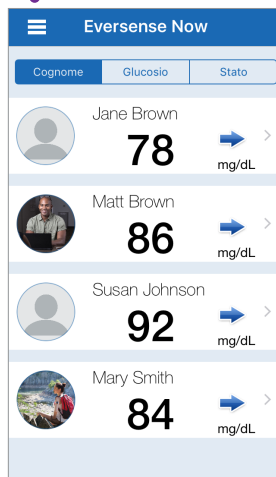 Eversense Now
Cognome Glucosio Stato
Jane Brown
78
mg/dL
Matt Brown
86
mg/dL
Susan Johnson
92
mg/dL
Mary Smith
84
mg/dL